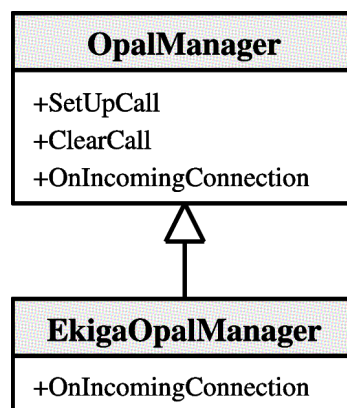 OpalManager
+SetUpCall
+ClearCall
+OnIncomingConnection
EkigaOpalManager
+OnIncomingConnection